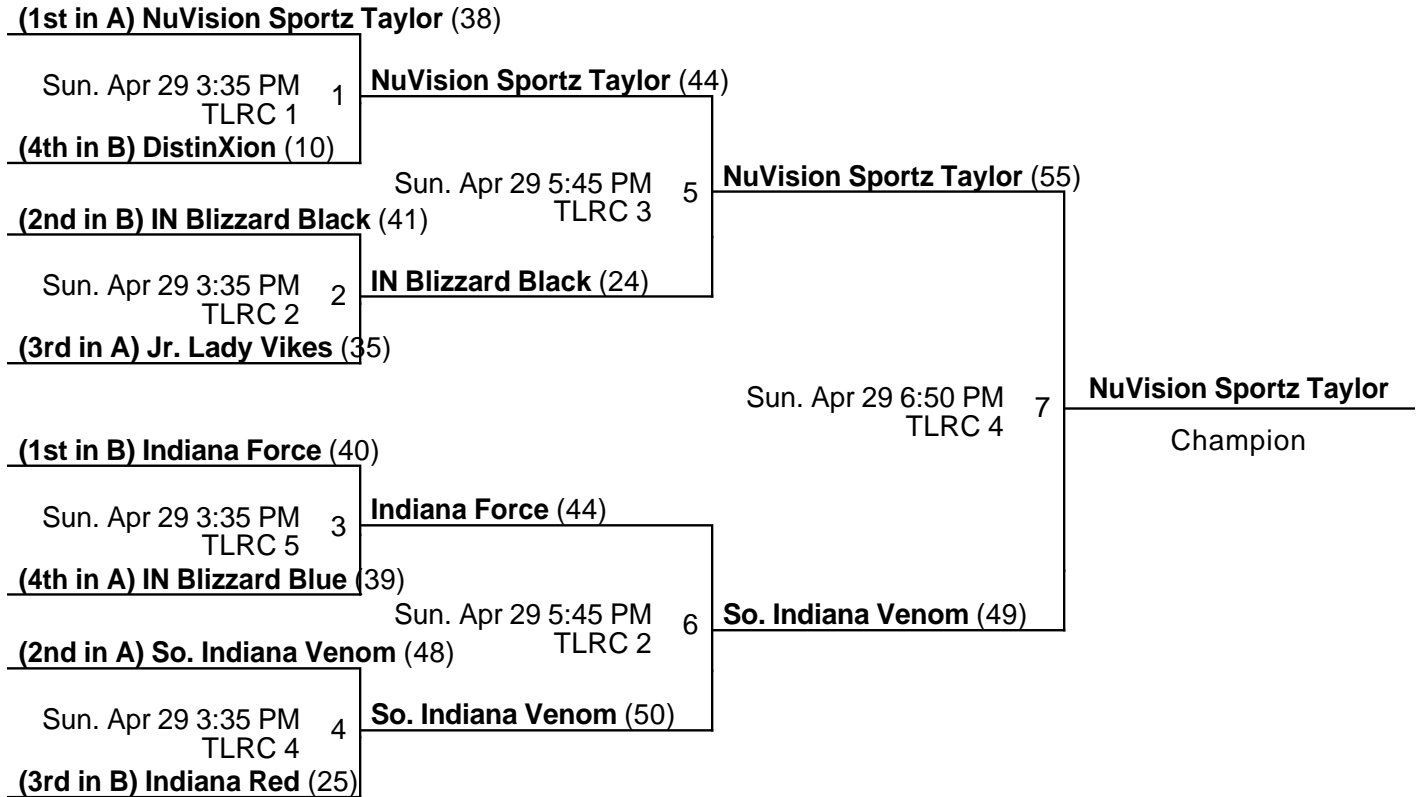 (1st in A) NuVision Sportz Taylor (38)
Sun. Apr 29 3:35 PM 1
TLRC 1
NuVision Sportz Taylor (44)
(4th in B) DistinXion (10)
Sun. Apr 29 5:45 PM 5
TLRC 3
NuVision Sportz Taylor (55)
(2nd in B) IN Blizzard Black (41)
Sun. Apr 29 3:35 PM 2
TLRC 2
IN Blizzard Black (24)
(3rd in A) Jr. Lady Vikes (35)
Sun. Apr 29 6:50 PM 7
TLRC 4
NuVision Sportz Taylor
Champion
(1st in B) Indiana Force (40)
Sun. Apr 29 3:35 PM 3
TLRC 5
Indiana Force (44)
(4th in A) IN Blizzard Blue (39)
Sun. Apr 29 5:45 PM 6
TLRC 2
So. Indiana Venom (49)
(2nd in A) So. Indiana Venom (48)
Sun. Apr 29 3:35 PM 4
TLRC 4
So. Indiana Venom (50)
(3rd in B) Indiana Red (25)